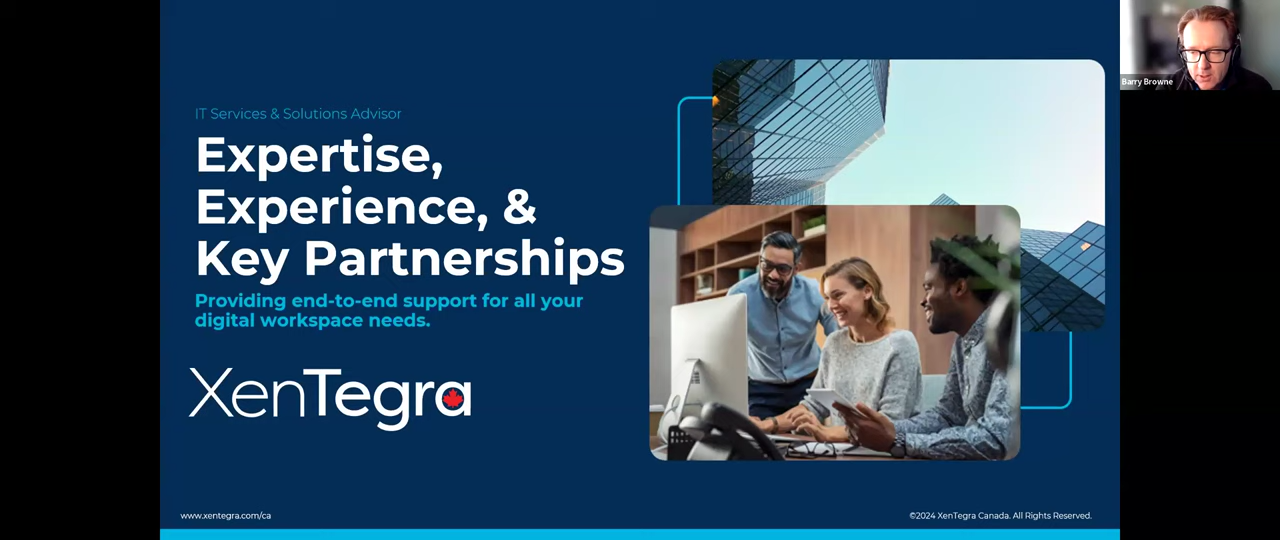 IT Services & Solutions Advisor
Expertise,
Experience, &
Key Partnerships
Providing end-to-end support for all your
digital workspace needs.
XenTegra
www.xentegra.com/ca
©2024 XenTegra Canada. All Rights Reserved.
Barry Browne